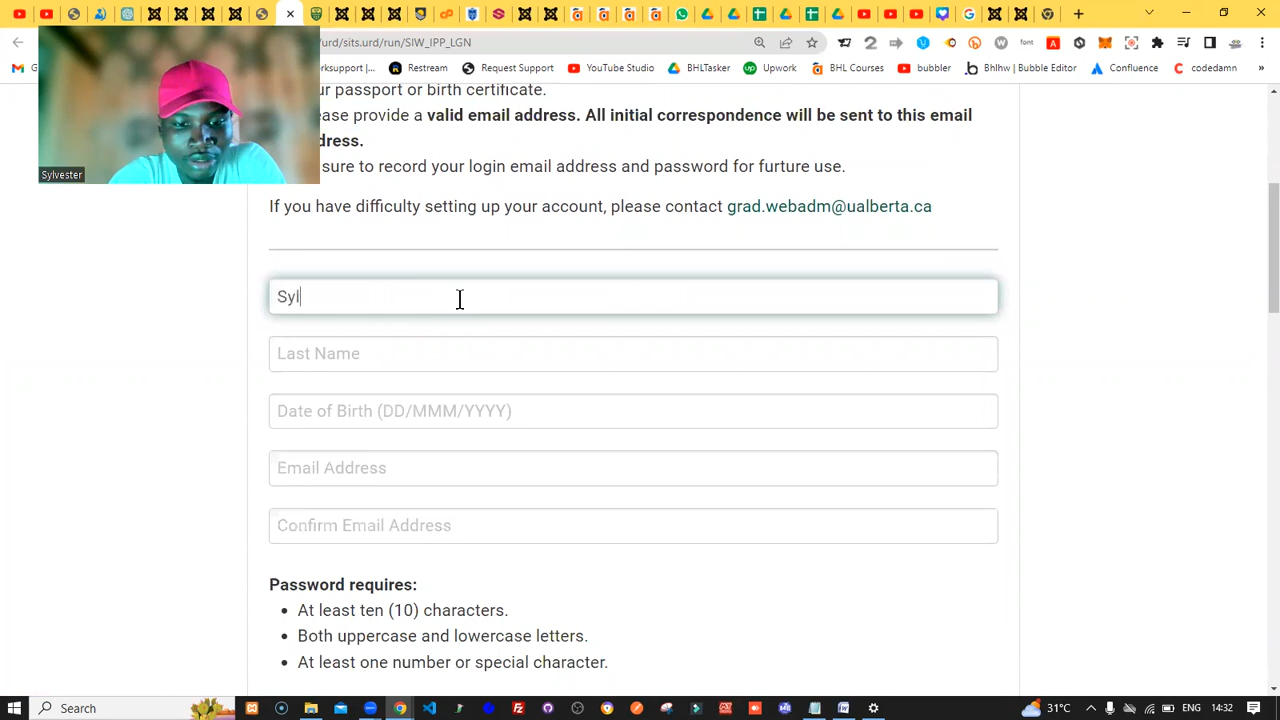 /urd/sits.urd/run/SIW_IPP_LGN
font
G
rksupport |...
Restream
Request Support
YouTube Studio
BHLTasker
Upwork
BHL Courses
bubbler
Bhlhw | Bubble Editor
Confluence
codedamn
»
ur passport or birth certificate.
ease provide a valid email address. All initial correspondence will be sent to this email
dress.
sure to record your login email address and password for furture use.
Sylvester
If you have difficulty setting up your account, please contact grad.webadm@ualberta.ca
Syl
Last Name
Date of Birth (DD/MMM/YYYY)
Email Address
Confirm Email Address
Password requires:
• At least ten (10) characters.
• Both uppercase and lowercase letters.
• At least one number or special character.
Search
31°C
ENG
14:32